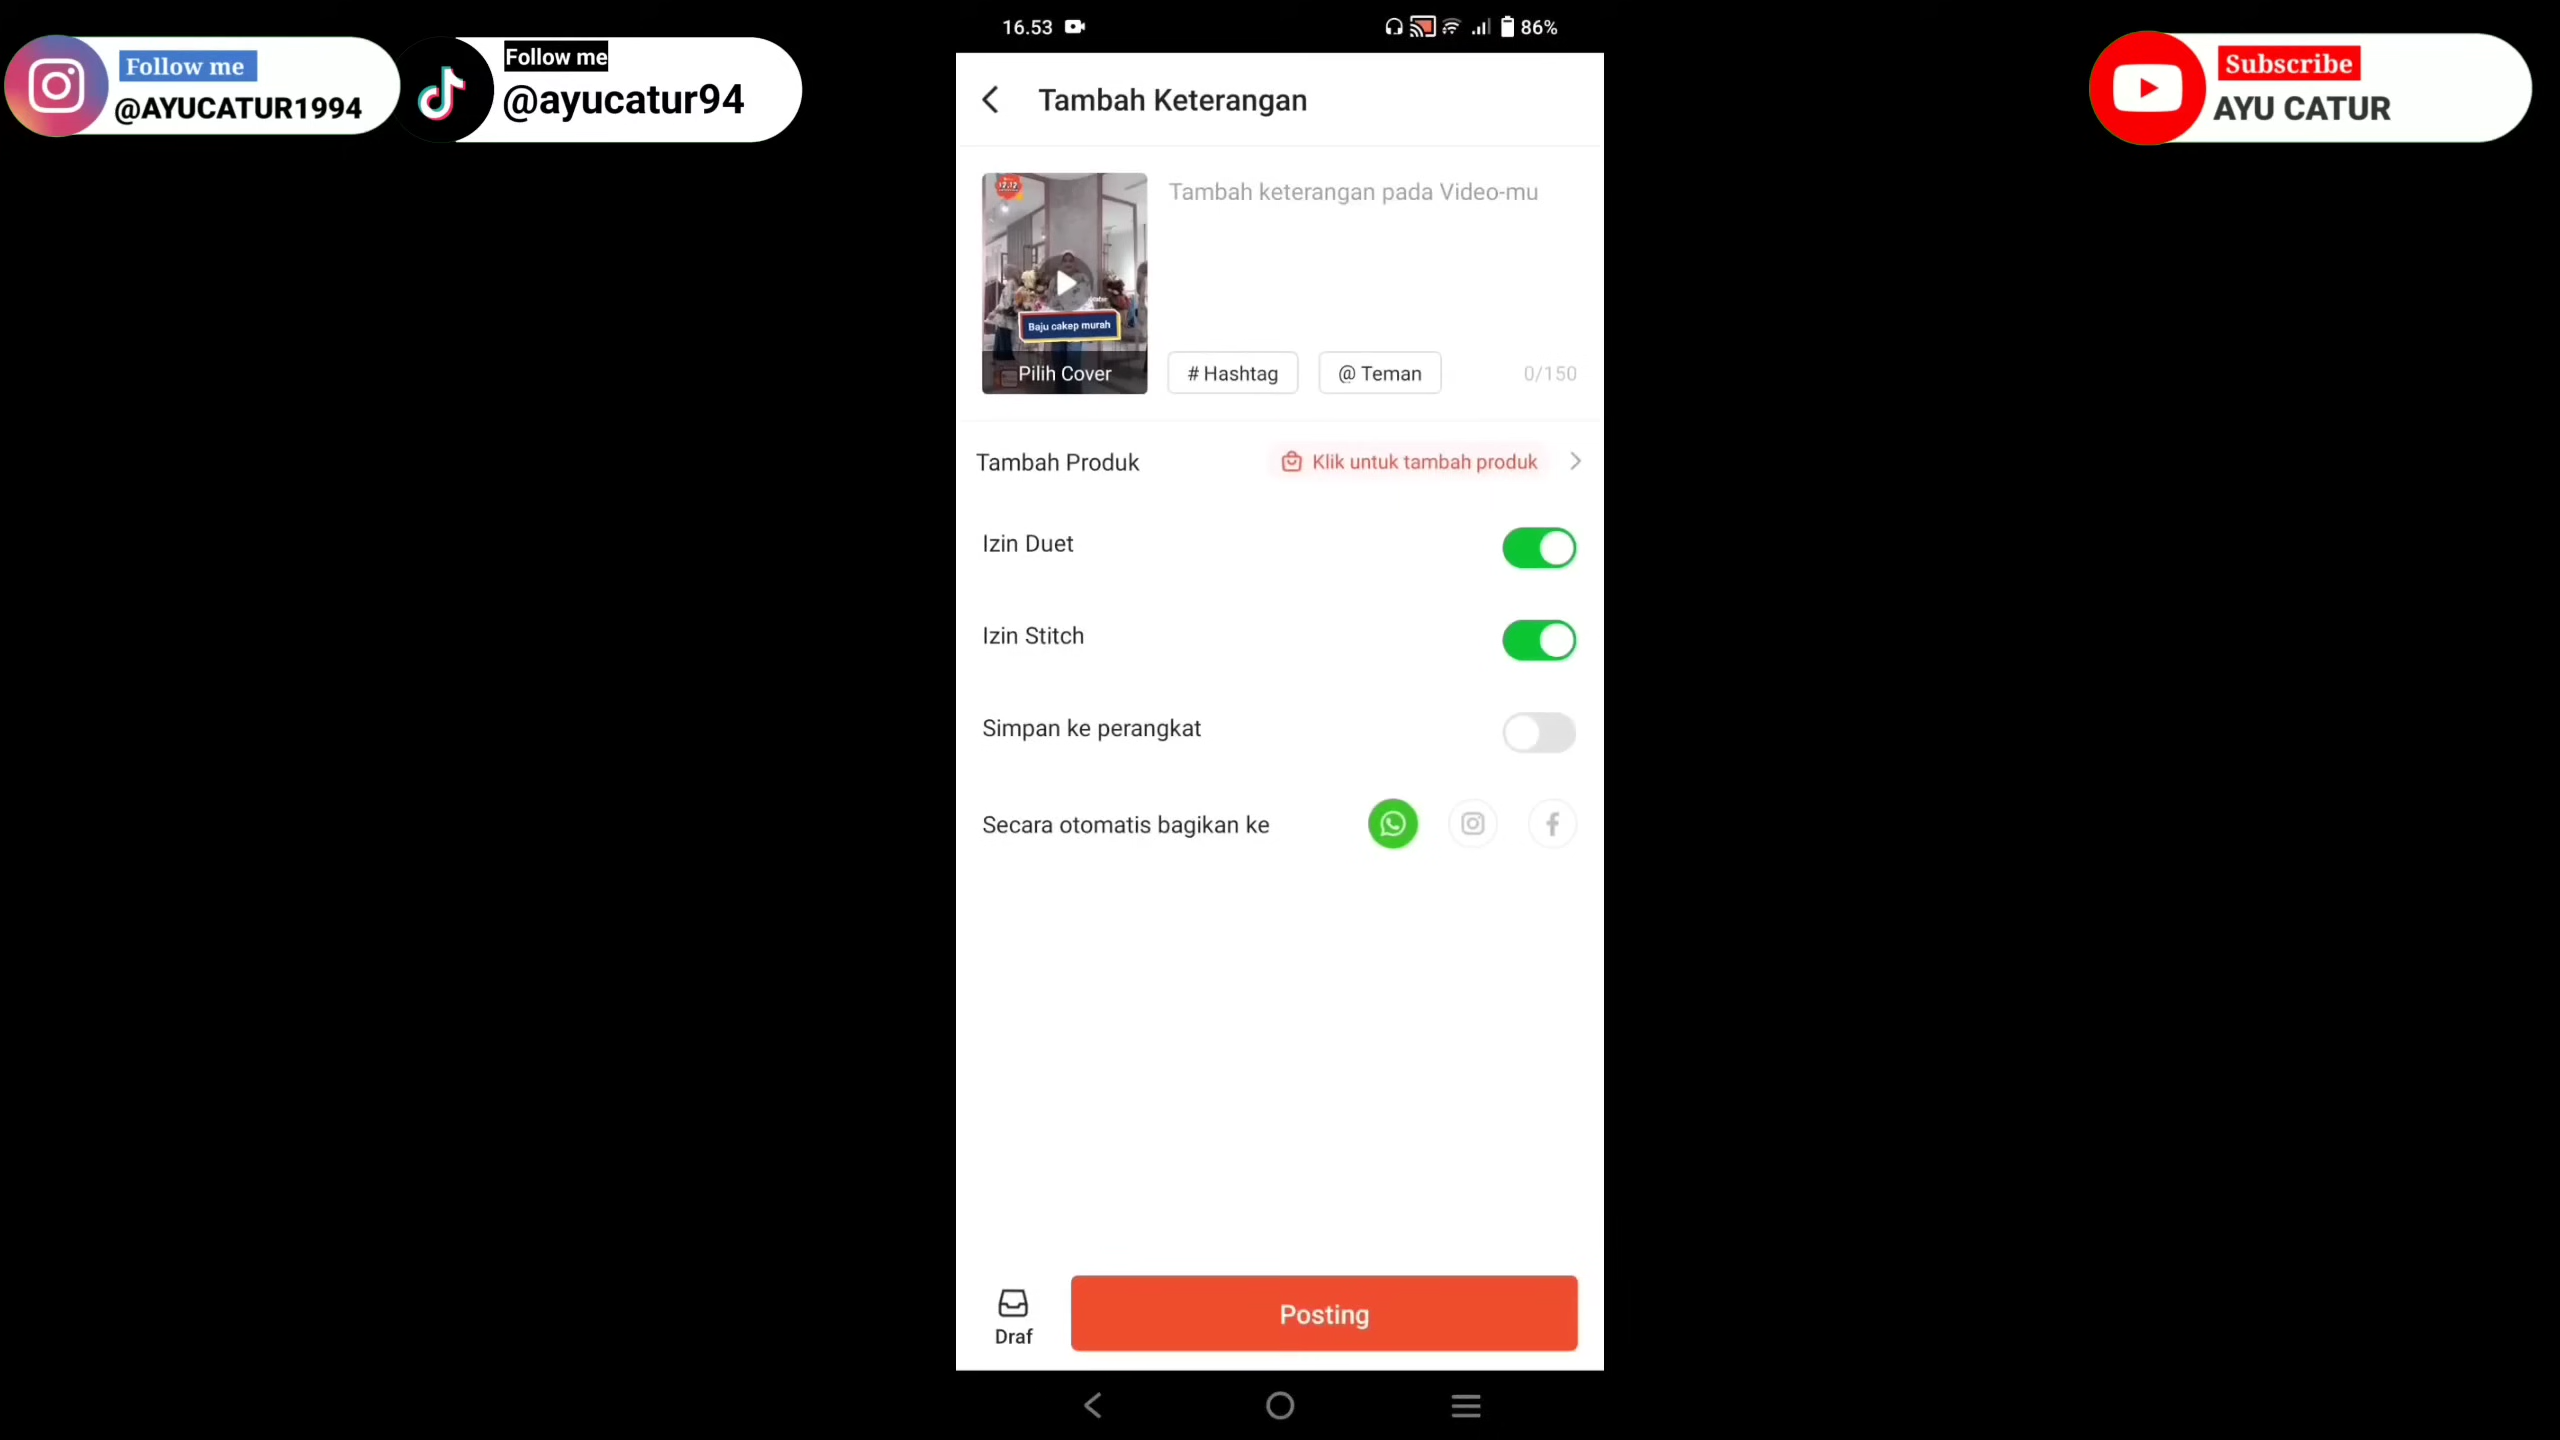 Follow me
@AYUCATUR1994
Follow me
@ayucatur94
Subscribe
AYU CATUR
16.53
86%
Tambah Keterangan
12.12
Baju cakep murah
Pilih Cover
Tambah keterangan pada Video-mu
# Hashtag
@ Teman
0/150
Tambah Produk
Klik untuk tambah produk
Izin Duet
Izin Stitch
Simpan ke perangkat
Secara otomatis bagikan ke
Draf
Posting